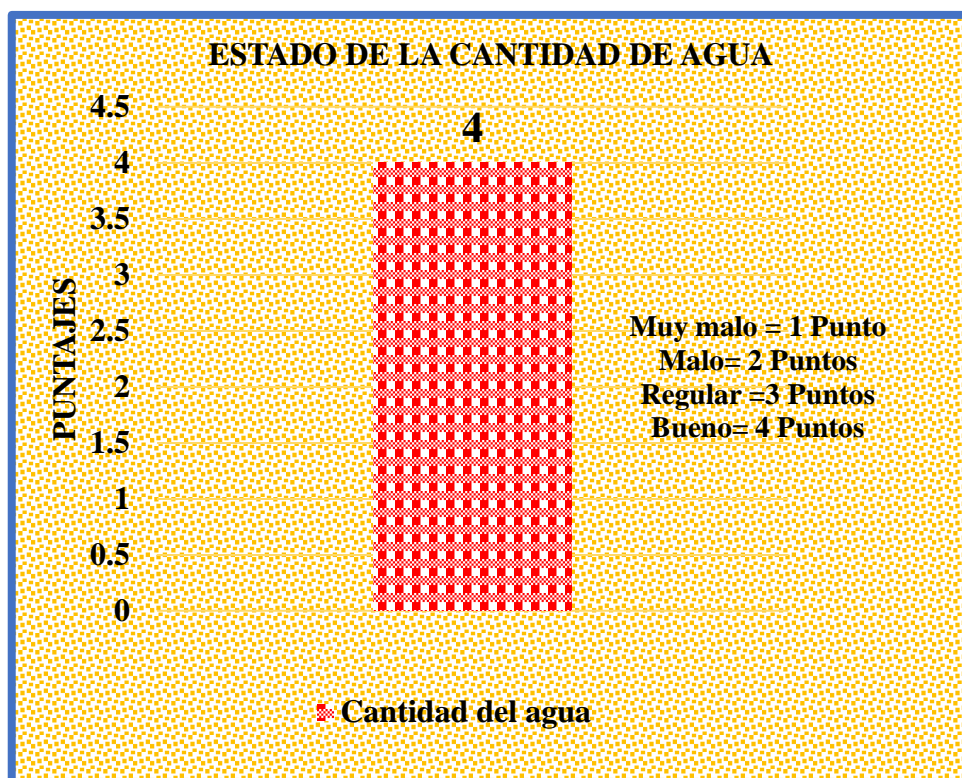 ESTADO DE LA CANTIDAD DE AGUA
4.5
4
3.5
3
2.5
2
1.5
1
0.5
0
PUNTAJES
4
Muy malo = 1 Punto
Malo= 2 Puntos
Regular =3 Puntos
Bueno= 4 Puntos
Cantidad del agua